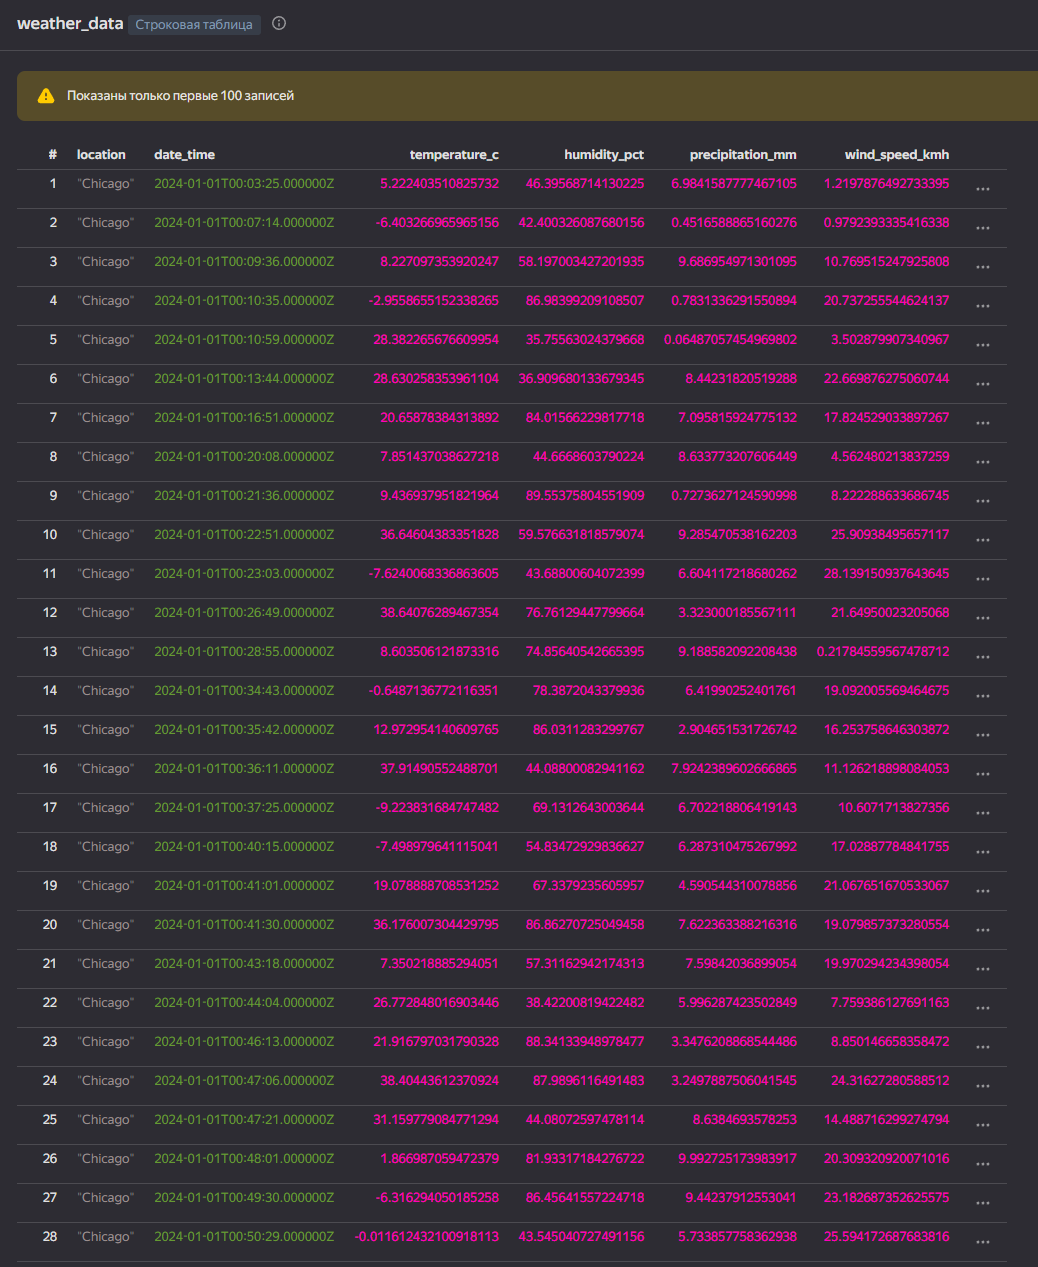 weather_data Строковая таблица
Показаны только первые 100 записей
# location date_time temperature_c humidity_pct precipitation_mm wind_speed_kmh
1 "Chicago" 2024-01-01T00:03:25.000000Z 5.222403510825732 46.39568714130225 6.9841587777467105 1.2197876492733395
2 "Chicago" 2024-01-01T00:07:14.000000Z -6.403266965965156 42.400326087680156 0.4516588865160276 0.9792393335416338
3 "Chicago" 2024-01-01T00:09:36.000000Z 8.227097353920247 58.197003427201935 9.686954971301095 10.769515247925808
4 "Chicago" 2024-01-01T00:10:35.000000Z -2.9558655152338265 86.98399209108507 0.7831336291550894 20.737255544624137
5 "Chicago" 2024-01-01T00:10:59.000000Z 28.382265676609954 35.75563024379668 0.06487057454969802 3.502879907340967
6 "Chicago" 2024-01-01T00:13:44.000000Z 28.630258353961104 36.909680133679345 8.44231820519288 22.669876275060744
7 "Chicago" 2024-01-01T00:16:51.000000Z 20.65878384313892 84.01566229817718 7.095815924775132 17.824529033897267
8 "Chicago" 2024-01-01T00:20:08.000000Z 7.851437038627218 44.6668603790224 8.633773207606449 4.562480213837259
9 "Chicago" 2024-01-01T00:21:36.000000Z 9.436937951821964 89.55375804551909 0.7273627124590998 8.222288633686745
10 "Chicago" 2024-01-01T00:22:51.000000Z 36.64604383351828 59.576631818579074 9.285470538162203 25.90938495657117
11 "Chicago" 2024-01-01T00:23:03.000000Z -7.6240068336863605 43.68800604072399 6.604117218680262 28.139150937643645
12 "Chicago" 2024-01-01T00:26:49.000000Z 38.64076289467354 76.76129447799664 3.323000185567111 21.64950023205068
13 "Chicago" 2024-01-01T00:28:55.000000Z 8.603506121873316 74.85640542665395 9.188582092208438 0.21784559567478712
14 "Chicago" 2024-01-01T00:34:43.000000Z -0.6487136772116351 78.3872043379936 6.41990252401761 19.092005569464675
15 "Chicago" 2024-01-01T00:35:42.000000Z 12.972954140609765 86.0311283299767 2.904651531726742 16.253758646303872
16 "Chicago" 2024-01-01T00:36:11.000000Z 37.91490552488701 44.08800082941162 7.9242389602666865 11.126218898084053
17 "Chicago" 2024-01-01T00:37:25.000000Z -9.223831684747482 69.1312643003644 6.702218806419143 10.6071713827356
18 "Chicago" 2024-01-01T00:40:15.000000Z -7.498979641115041 54.83472929836627 6.287310475267992 17.02887784841755
19 "Chicago" 2024-01-01T00:41:01.000000Z 19.078888708531252 67.3379235605957 4.590544310078856 21.067651670533067
20 "Chicago" 2024-01-01T00:41:30.000000Z 36.176007304429795 86.86270725049458 7.622363388216316 19.079857373280554
21 "Chicago" 2024-01-01T00:43:18.000000Z 7.350218885294051 57.31162942174313 7.59842036899054 19.970294234398054
22 "Chicago" 2024-01-01T00:44:04.000000Z 26.772848016903446 38.42200819422482 5.996287423502849 7.759386127691163
23 "Chicago" 2024-01-01T00:46:13.000000Z 21.916797031790328 88.34133948978477 3.3476208868544486 8.850146658358472
24 "Chicago" 2024-01-01T00:47:06.000000Z 38.40443612370924 87.9896116491483 3.2497887506041545 24.31627280588512
25 "Chicago" 2024-01-01T00:47:21.000000Z 31.159779084771294 44.08072597478114 8.6384693578253 14.488716299274794
26 "Chicago" 2024-01-01T00:48:01.000000Z 1.866987059472379 81.93317184276722 9.992725173983917 20.309320920071016
27 "Chicago" 2024-01-01T00:49:30.000000Z -6.316294050185258 86.45641557224718 9.44237912553041 23.182687352625575
28 "Chicago" 2024-01-01T00:50:29.000000Z -0.011612432100918113 43.545040727491156 5.733857758362938 25.594172687683816